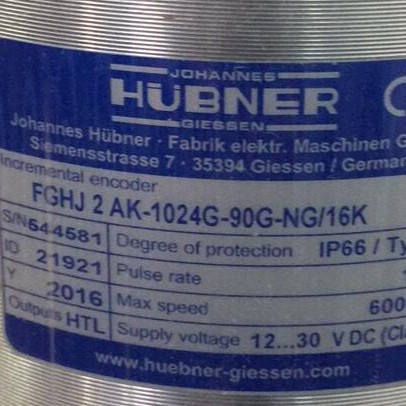 JOHANNES
HÜBNER
GIESSEN
Johannes Hübner · Fabrik elektr. Maschinen G
Siemensstrasse 7 · 35394 Giessen / German
Incremental encoder
FGHJ 2 AK-1024G-90G-NG/16K
S/N 644581 Degree of protection IP66 / Ty
ID 21921 Pulse rate
Y 2016 Max speed 600
Outputs HTL Supply voltage 12...30 V DC (Cl
www.huebner-giessen.com